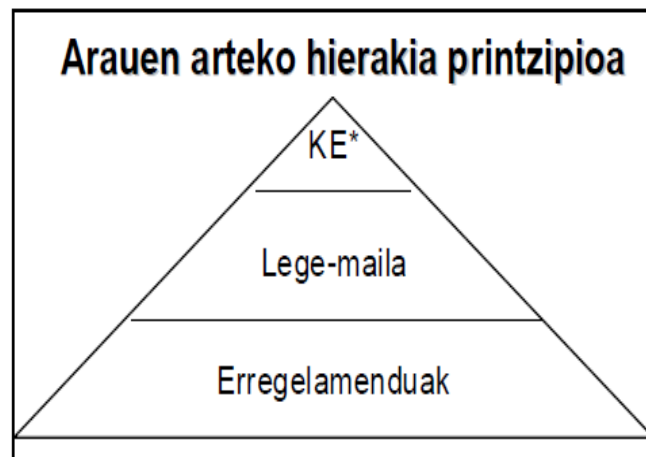 Arauen arteko hierakia printzipioa
KE*
Lege-maila
Erregelamenduak